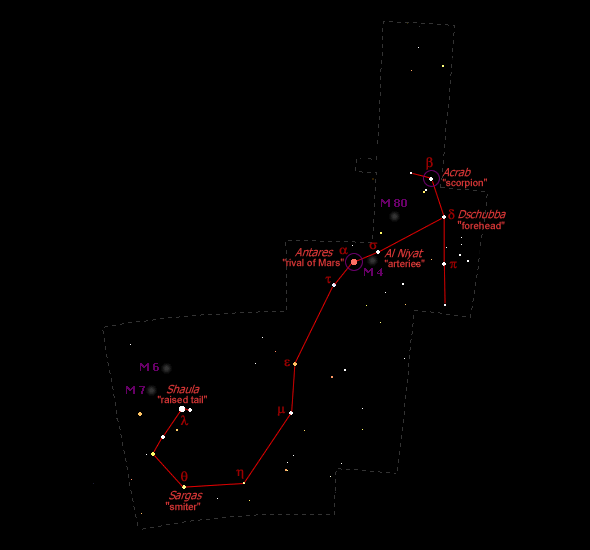 β
Acrab
"scorpion"
M 80
δ Dschubba
"forehead"
α σ
Antares
"rival of Mars"
Al Niyat
"arteries"
M 4
π
τ
ε
M 6
M 7
Shaula
"raised tail"
λ
μ
η
θ
Sargas
"smiter"